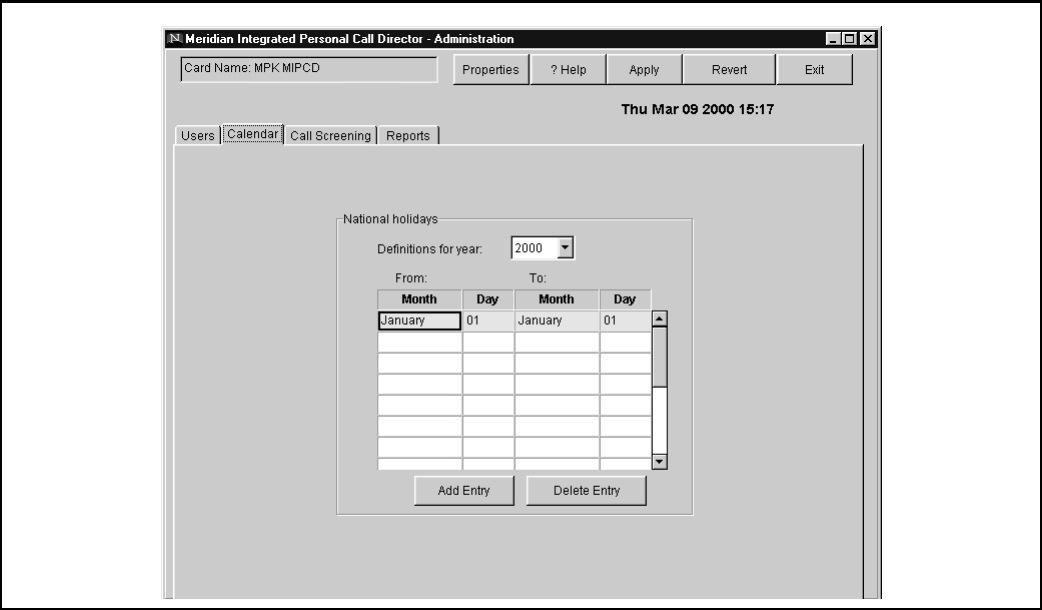 Meridian Integrated Personal Call Director - Administration
Card Name: MPK MIPCD
Properties ? Help Apply Revert Exit
Thu Mar 09 2000 15:17
Users Calendar Call Screening Reports
National holidays
Definitions for year: 2000
From: To:
Month Day Month Day
January 01 January 01
Add Entry Delete Entry